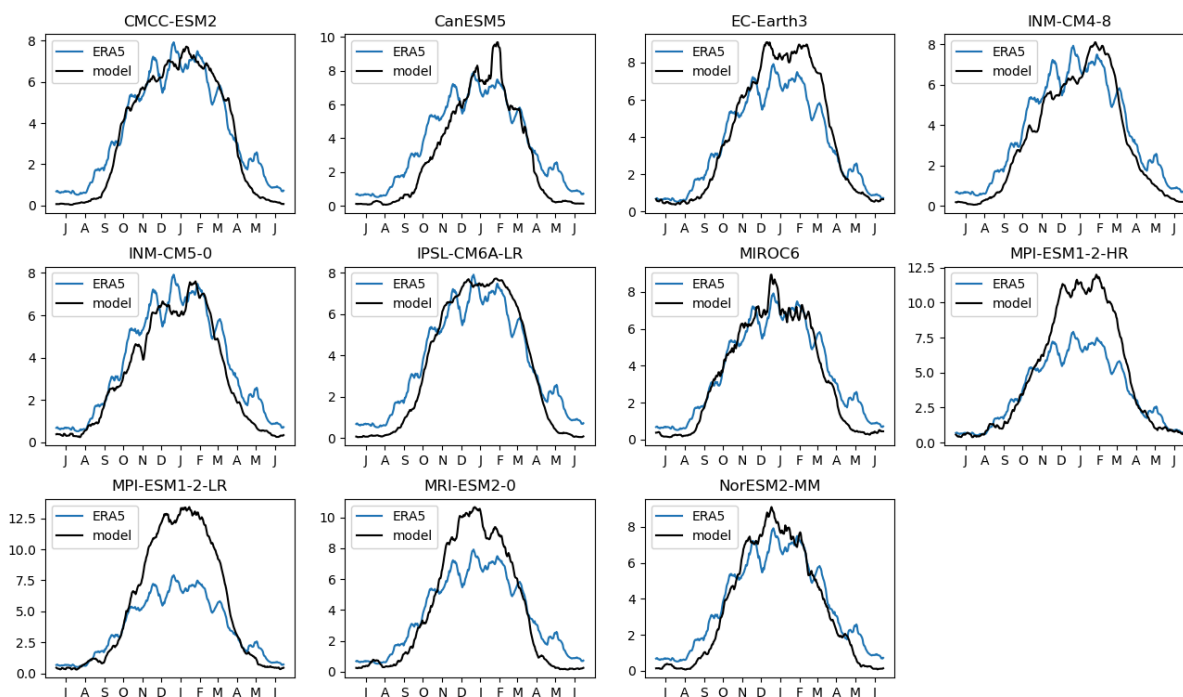 CMCC-ESM2
CanESM5
EC-Earth3
INM-CM4-8
8 6 4 2 0
ERA5
model
J A S O N D J F M A M J
10 8 6 4 2 0
ERA5
model
J A S O N D J F M A M J
8 6 4 2 0
ERA5
model
J A S O N D J F M A M J
8 6 4 2 0
ERA5
model
J A S O N D J F M A M J
INM-CM5-0
IPSL-CM6A-LR
MIROC6
MPI-ESM1-2-HR
8 6 4 2 0
ERA5
model
J A S O N D J F M A M J
8 6 4 2 0
ERA5
model
J A S O N D J F M A M J
8 6 4 2 0
ERA5
model
J A S O N D J F M A M J
12.5 10.0 7.5 5.0 2.5 0.0
ERA5
model
J A S O N D J F M A M J
MPI-ESM1-2-LR
MRI-ESM2-0
NorESM2-MM
12.5 10.0 7.5 5.0 2.5 0.0
ERA5
model
J A S O N D J F M A M J
10 8 6 4 2 0
ERA5
model
J A S O N D J F M A M J
8 6 4 2 0
ERA5
model
J A S O N D J F M A M J